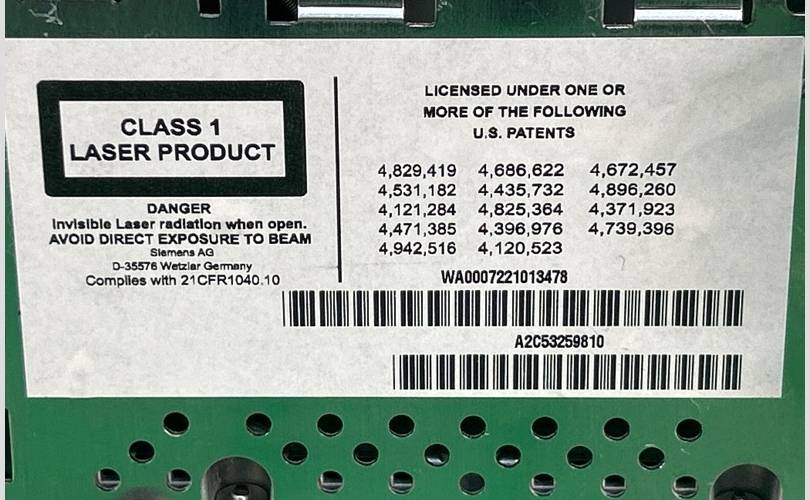 CLASS 1
LASER PRODUCT
DANGER
Invisible Laser radiation when open.
AVOID DIRECT EXPOSURE TO BEAM
Siemens AG
D-35576 Wetzlar Germany
Complies with 21CFR1040.10
LICENSED UNDER ONE OR
MORE OF THE FOLLOWING
U.S. PATENTS
4,829,419 4,686,622 4,672,457
4,531,182 4,435,732 4,896,260
4,121,284 4,825,364 4,371,923
4,471,385 4,396,976 4,739,396
4,942,516 4,120,523
WA0007221013478
A2C53259810